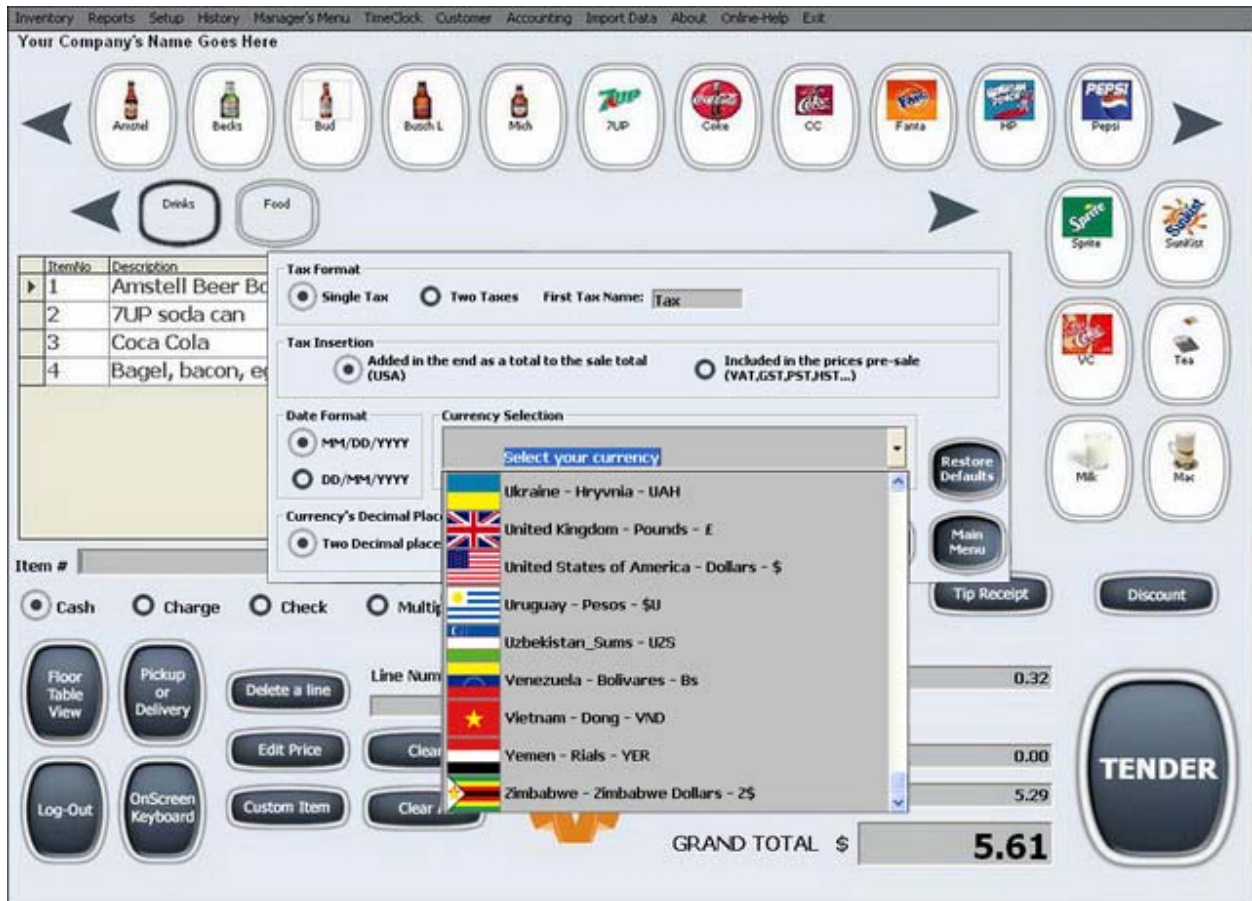 Inventory Reports Setup History Manager's Menu TimeClock Customer Accounting Import Data About Online-Help Exit
Your Company's Name Goes Here
Amstel Becks Bud Busch L Mich 7UP Coke CC Fanta HP Pepsi
Drinks Food
Sprite SunKist
ItemNo Description
1 Amstell Beer Bo
2 7UP soda can
3 Coca Cola
4 Bagel, bacon, eg
Tax Format
Single Tax Two Taxes First Tax Name: Tax
Tax Insertion
Added in the end as a total to the sale total
(USA)
Included in the prices pre-sale
(VAT,GST,PST,HST...)
VC Tea
Date Format
MM/DD/YYYY
DD/MM/YYYY
Currency Selection
Select your currency
Restore
Defaults
Milk Mac
Ukraine - Hryvnia - UAH
United Kingdom - Pounds - £
United States of America - Dollars - $
Uruguay - Pesos - $U
Uzbekistan_Sums - UZS
Venezuela - Bolivares - Bs
Vietnam - Dong - VND
Yemen - Rials - YER
Zimbabwe - Zimbabwe Dollars - Z$
Currency's Decimal Plac
Two Decimal place
Main
Menu
Item #
Cash Charge Check Multip
Tip Receipt Discount
Floor
Table
View
Pickup
or
Delivery
Delete a line
Line Num
0.32
Edit Price Clear
0.00
Log-Out
OnScreen
Keyboard
Custom Item Clear A
5.29
TENDER
GRAND TOTAL $ 5.61